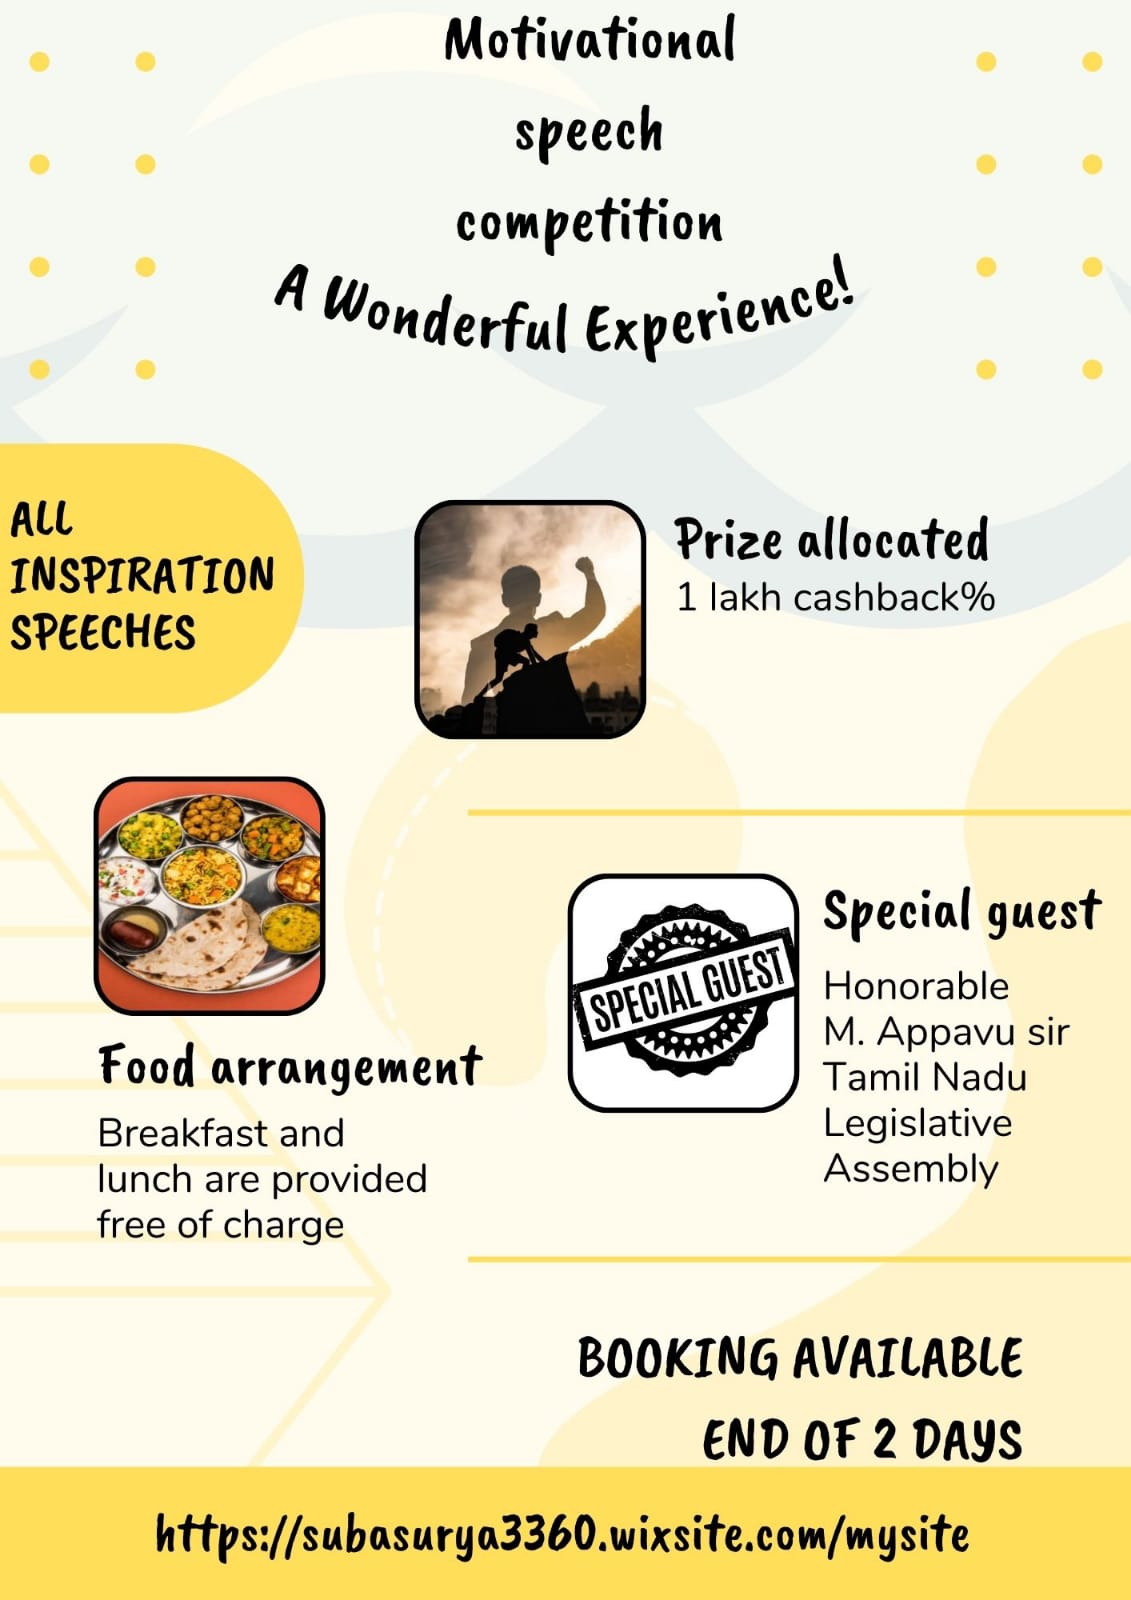 Motivational
speech
competition
A Wonderful Experience!
ALL
INSPIRATION
SPEECHES
Prize allocated
1 lakh cashback%
SPECIAL GUEST
Special guest
Honorable
M. Appavu sir
Tamil Nadu
Legislative
Assembly
Food arrangement
Breakfast and
lunch are provided
free of charge
BOOKING AVAILABLE
END OF 2 DAYS
https://subasurya3360.wixsite.com/mysite